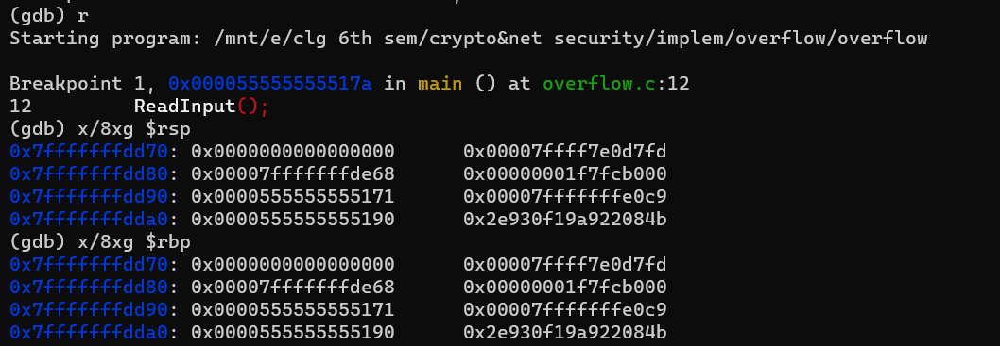 (gdb) r
Starting program: /mnt/e/clg 6th sem/crypto&net security/implem/overflow/overflow
Breakpoint 1, 0x000055555555517a in main () at overflow.c:12
12 ReadInput();
(gdb) x/8xg $rsp
0x7fffffffdd70: 0x0000000000000000 0x00007ffff7e0d7fd
0x7fffffffdd80: 0x00007fffffffde68 0x00000001f7fcb000
0x7fffffffdd90: 0x0000555555555171 0x00007fffffffe0c9
0x7fffffffdda0: 0x0000555555555190 0x2e930f19a922084b
(gdb) x/8xg $rbp
0x7fffffffdd70: 0x0000000000000000 0x00007ffff7e0d7fd
0x7fffffffdd80: 0x00007fffffffde68 0x00000001f7fcb000
0x7fffffffdd90: 0x0000555555555171 0x00007fffffffe0c9
0x7fffffffdda0: 0x0000555555555190 0x2e930f19a922084b